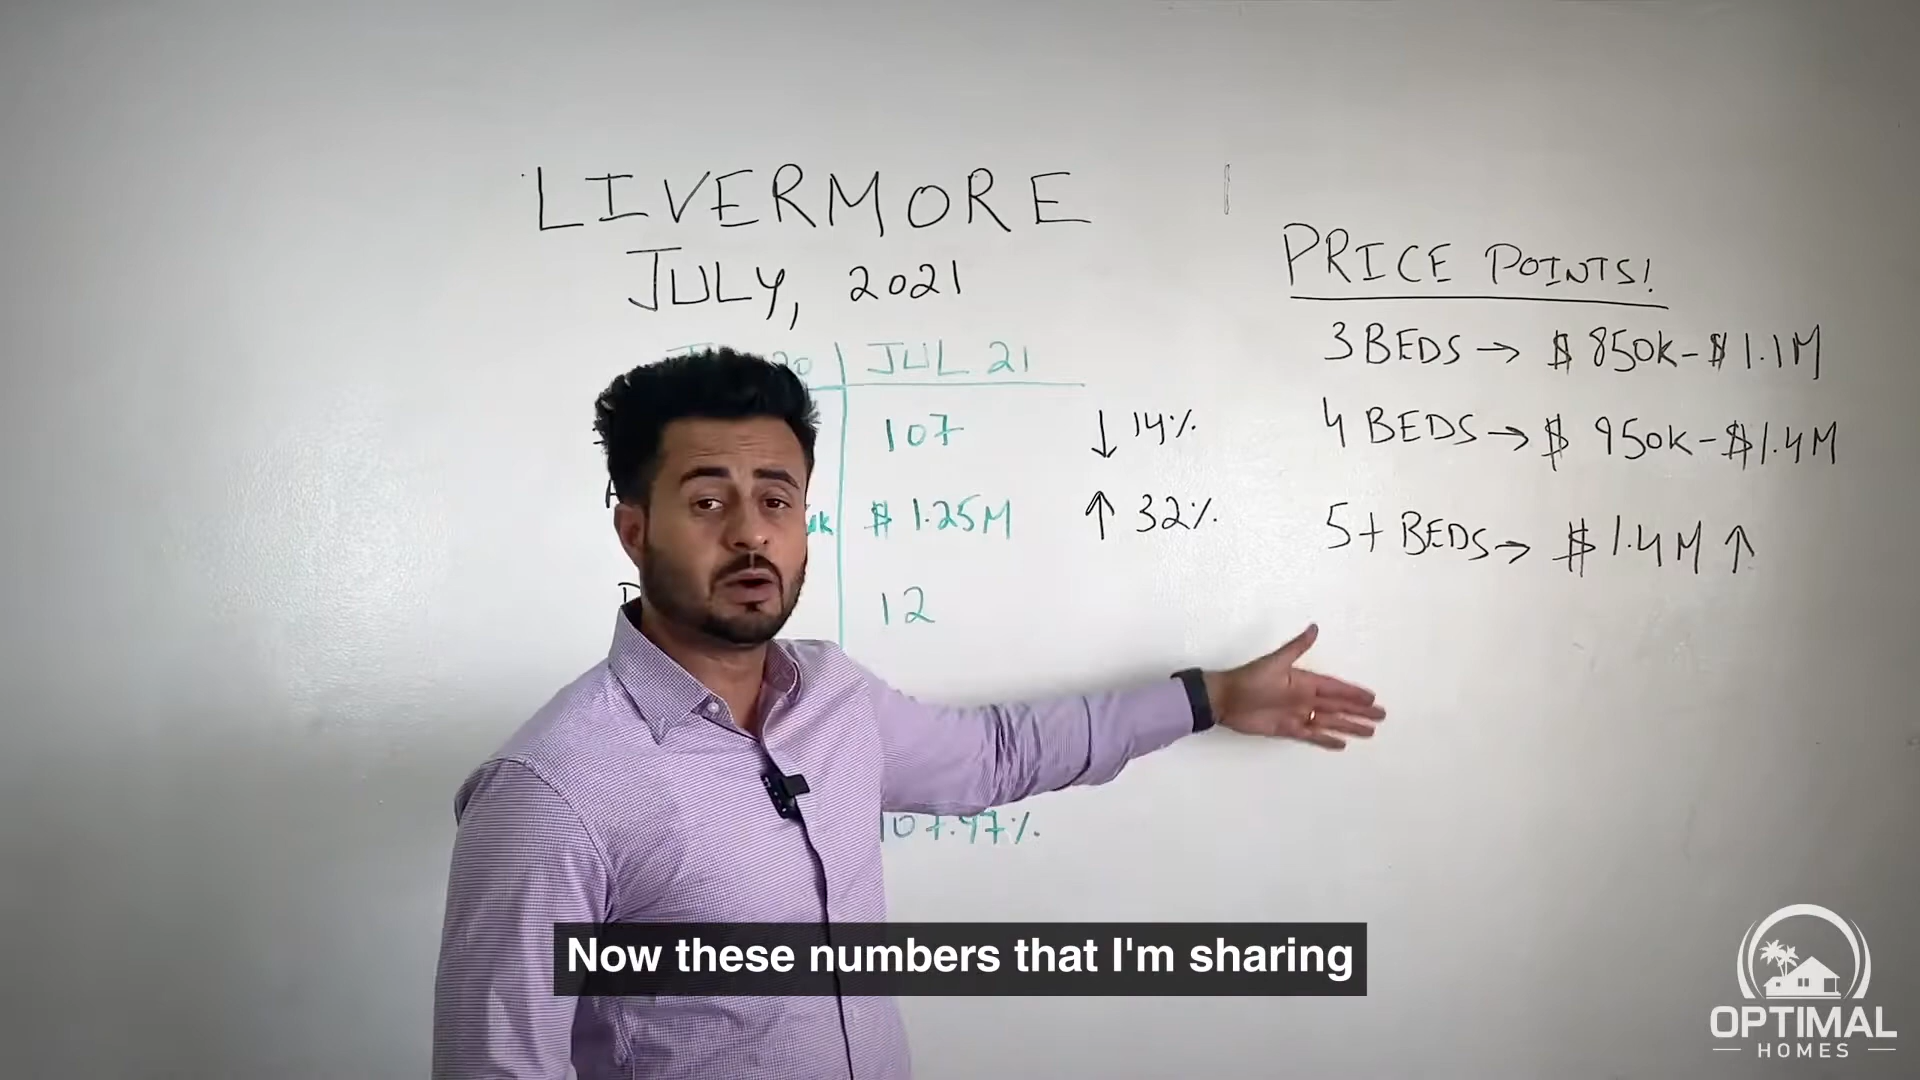 LIVERMORE
JULY, 2021
JUL 21
107 ↓ 14%
$ 1.25M ↑ 32%
12
PRICE POINTS!
3 BEDS → $ 850K - $ 1.1M
4 BEDS → $ 950K - $1.4M
5+ BEDS → $ 1.4M ↑
Now these numbers that I'm sharing
OPTIMAL
HOMES